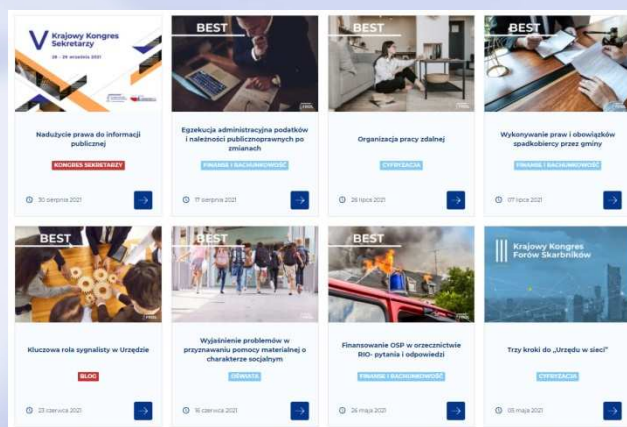 V Krajowy Kongres
Sekretarzy
28 - 29 września 2021
Nadużycie prawa do informacji
publicznej
KONGRES SEKRETARZY
30 sierpnia 2021
BEST
Egzekucja administracyjna podatków
i należności publicznoprawnych po
zmianach
FINANSE I RACHUNKOWOŚĆ
17 sierpnia 2021
BEST
Organizacja pracy zdalnej
CYFRYZACJA
26 lipca 2021
BEST
Wykonywanie praw i obowiązków
spadkobiercy przez gminy
FINANSE I RACHUNKOWOŚĆ
07 lipca 2021
BEST
Kluczowa rola sygnalisty w Urzędzie
BLOG
23 czerwca 2021
BEST
Wyjaśnienie problemów w
przyznawaniu pomocy materialnej o
charakterze socjalnym
OŚWIATA
16 czerwca 2021
BEST
Finansowanie OSP w orzecznictwie
RIO- pytania i odpowiedzi
FINANSE I RACHUNKOWOŚĆ
26 maja 2021
Krajowy Kongres
Forów Skarbników
Trzy kroki do „Urzędu w sieci”
CYFRYZACJA
05 maja 2021